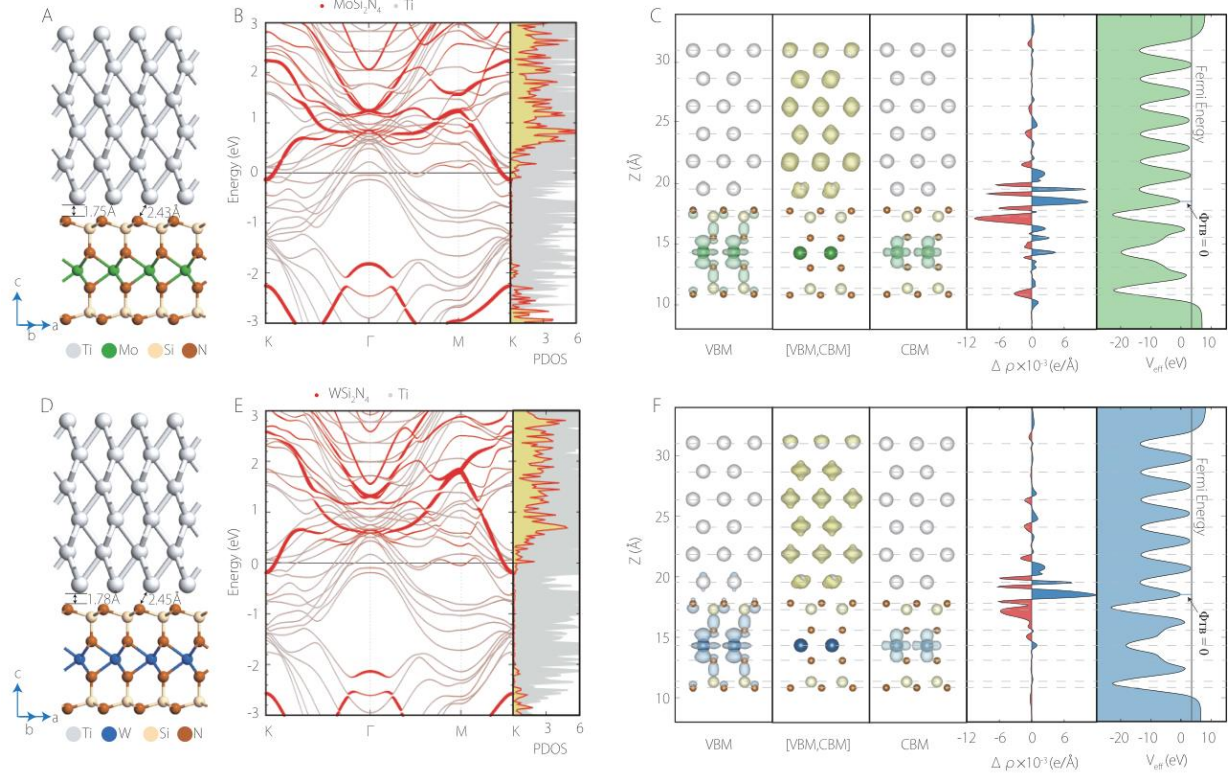 A
1.75Å
2.43Å
c
b
a
Ti
Mo
Si
N
B
MoSi₂N₄
Ti
Energy (eV)
3
2
1
0
-1
-2
-3
K
Γ
M
K
3
6
PDOS
C
Z (Å)
30
25
20
15
10
VBM
[VBM,CBM]
CBM
-12
-6
0
6
Δ ρ×10⁻³ (e/Å)
Fermi Energy
Φᴛʙ = 0
-20
-10
0
10
Vₑff (eV)
D
1.78Å
2.45Å
c
b
a
Ti
W
Si
N
E
WSi₂N₄
Ti
Energy (eV)
3
2
1
0
-1
-2
-3
K
Γ
M
K
3
6
PDOS
F
Z (Å)
30
25
20
15
10
VBM
[VBM,CBM]
CBM
-12
-6
0
6
Δ ρ×10⁻³ (e/Å)
Fermi Energy
Φᴛʙ = 0
-20
-10
0
10
Vₑff (eV)